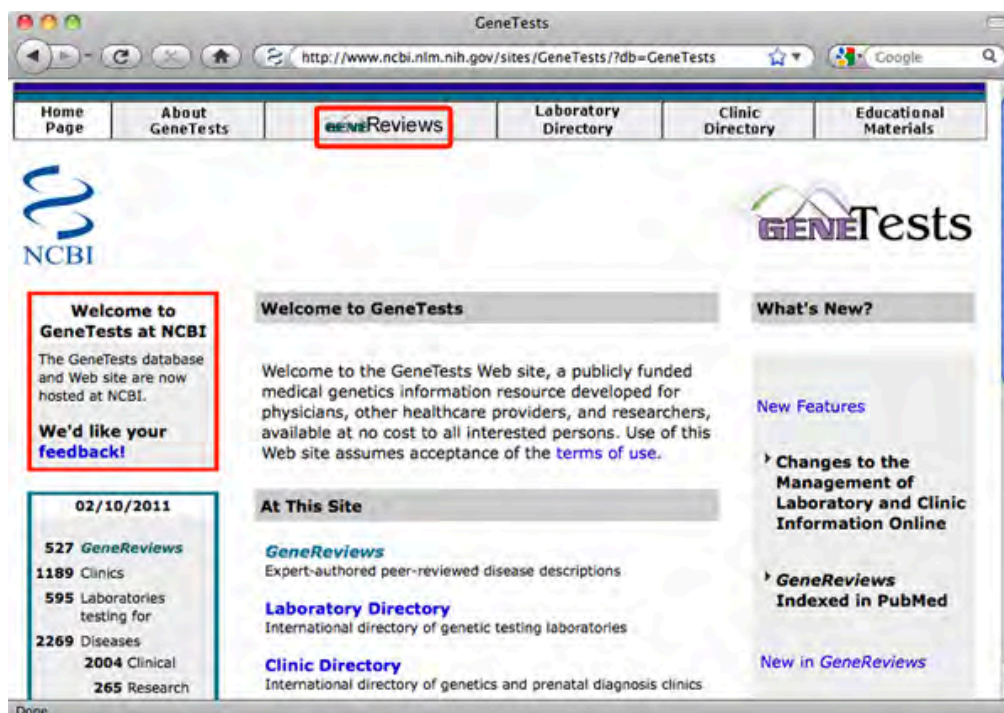 GeneTests
http://www.ncbi.nlm.nih.gov/sites/GeneTests/?db=GeneTests
Google
Home Page
About GeneTests
GENEReviews
Laboratory Directory
Clinic Directory
Educational Materials
NCBI
GENETests
Welcome to
GeneTests at NCBI
The GeneTests database
and Web site are now
hosted at NCBI.
We'd like your
feedback!
02/10/2011
527 GeneReviews
1189 Clinics
595 Laboratories
testing for
2269 Diseases
2004 Clinical
265 Research
Welcome to GeneTests
Welcome to the GeneTests Web site, a publicly funded
medical genetics information resource developed for
physicians, other healthcare providers, and researchers,
available at no cost to all interested persons. Use of this
Web site assumes acceptance of the terms of use.
At This Site
GeneReviews
Expert-authored peer-reviewed disease descriptions
Laboratory Directory
International directory of genetic testing laboratories
Clinic Directory
International directory of genetics and prenatal diagnosis clinics
What's New?
New Features
Changes to the
Management of
Laboratory and Clinic
Information Online
GeneReviews
Indexed in PubMed
New in GeneReviews
Done